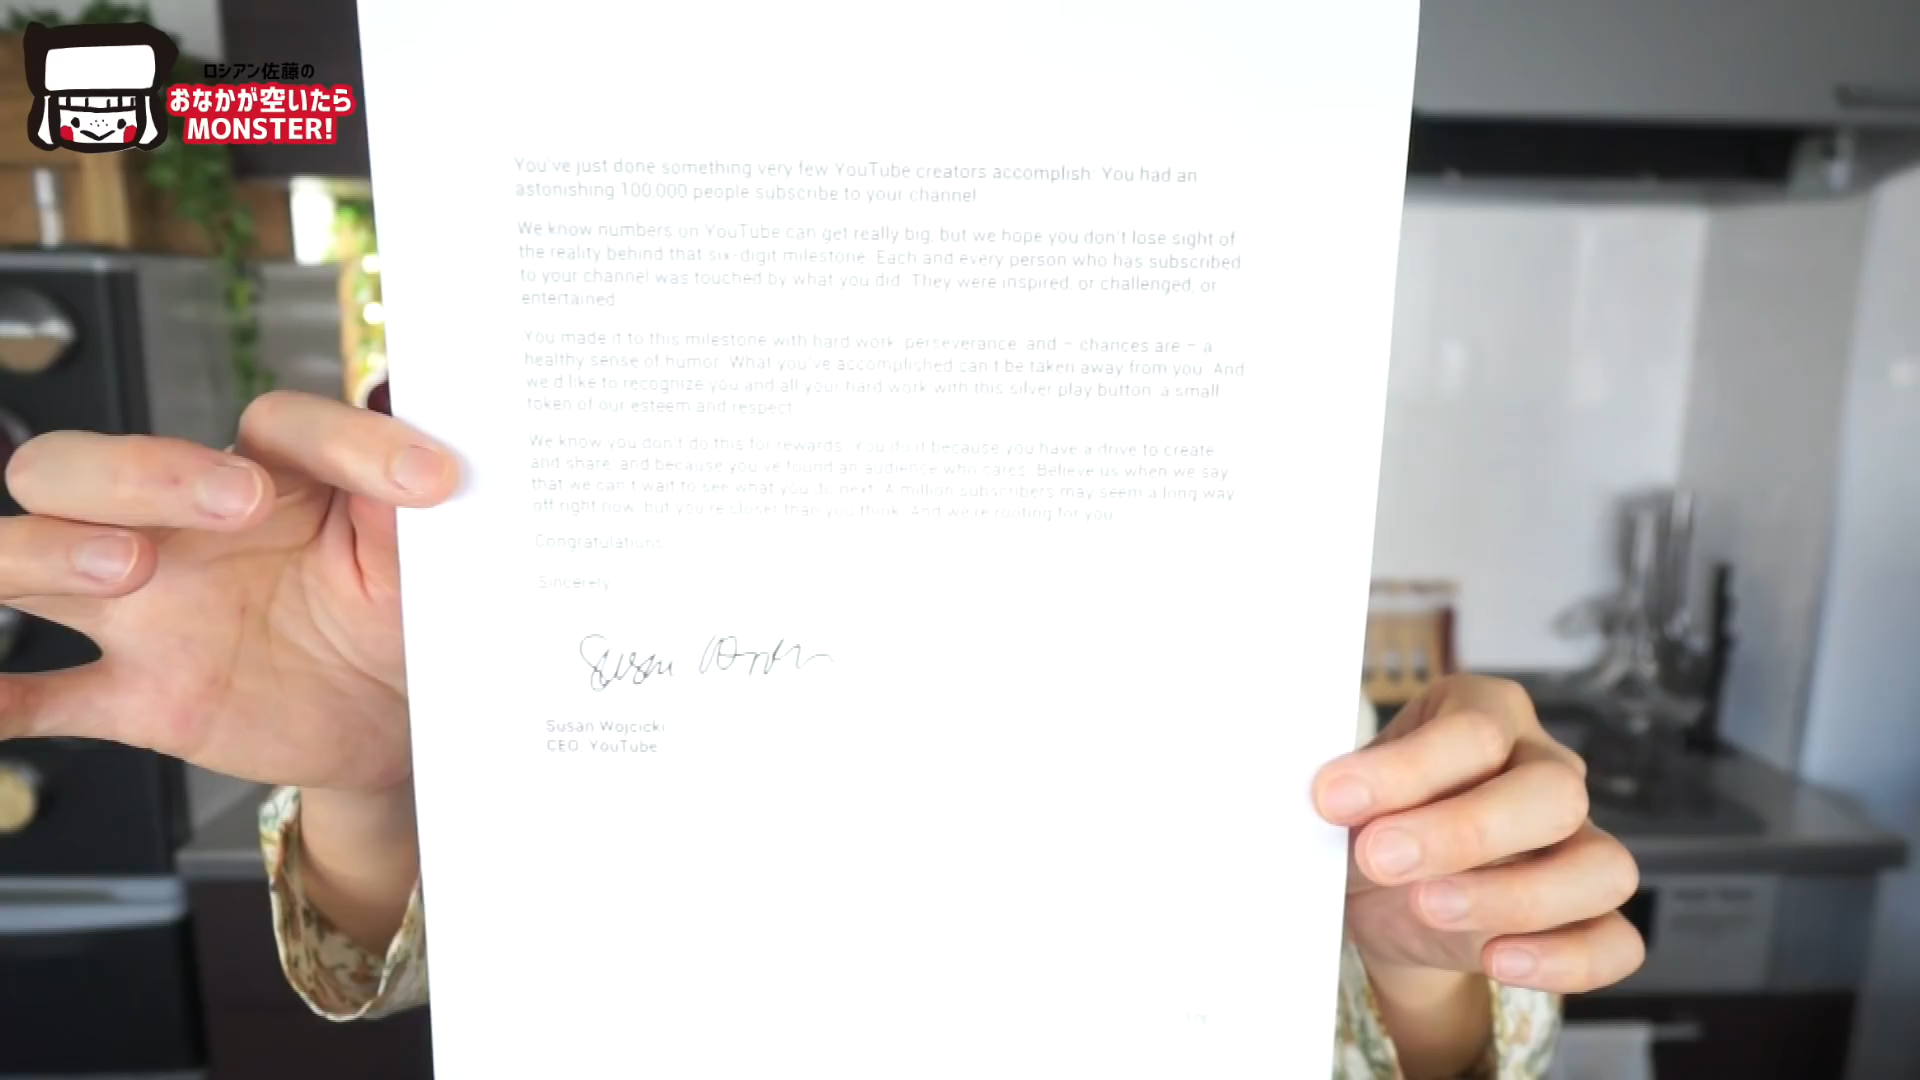 ロシアン佐藤の
おなかが空いたら
MONSTER!
You've just done something very few YouTube creators accomplish: You had an
astonishing 100,000 people subscribe to your channel!
We know numbers on YouTube can get really big, but we hope you don't lose sight of
the reality behind that six-digit milestone. Each and every person who has subscribed
to your channel was touched by what you did. They were inspired, or challenged, or
entertained.
You made it to this milestone with hard work, perseverance, and – chances are – a
healthy sense of humor. What you've accomplished can't be taken away from you. And
we'd like to recognize you and all your hard work with this silver play button, a small
token of our esteem and respect.
We know you don't do this for rewards. You do it because you have a drive to create
and share, and because you've found an audience who cares. Believe us when we say
that we can't wait to see what you do next. A million subscribers may seem a long way
off right now, but you're closer than you think. And we're rooting for you.
Congratulations.
Sincerely,
Susan Wojcicki
CEO, YouTube